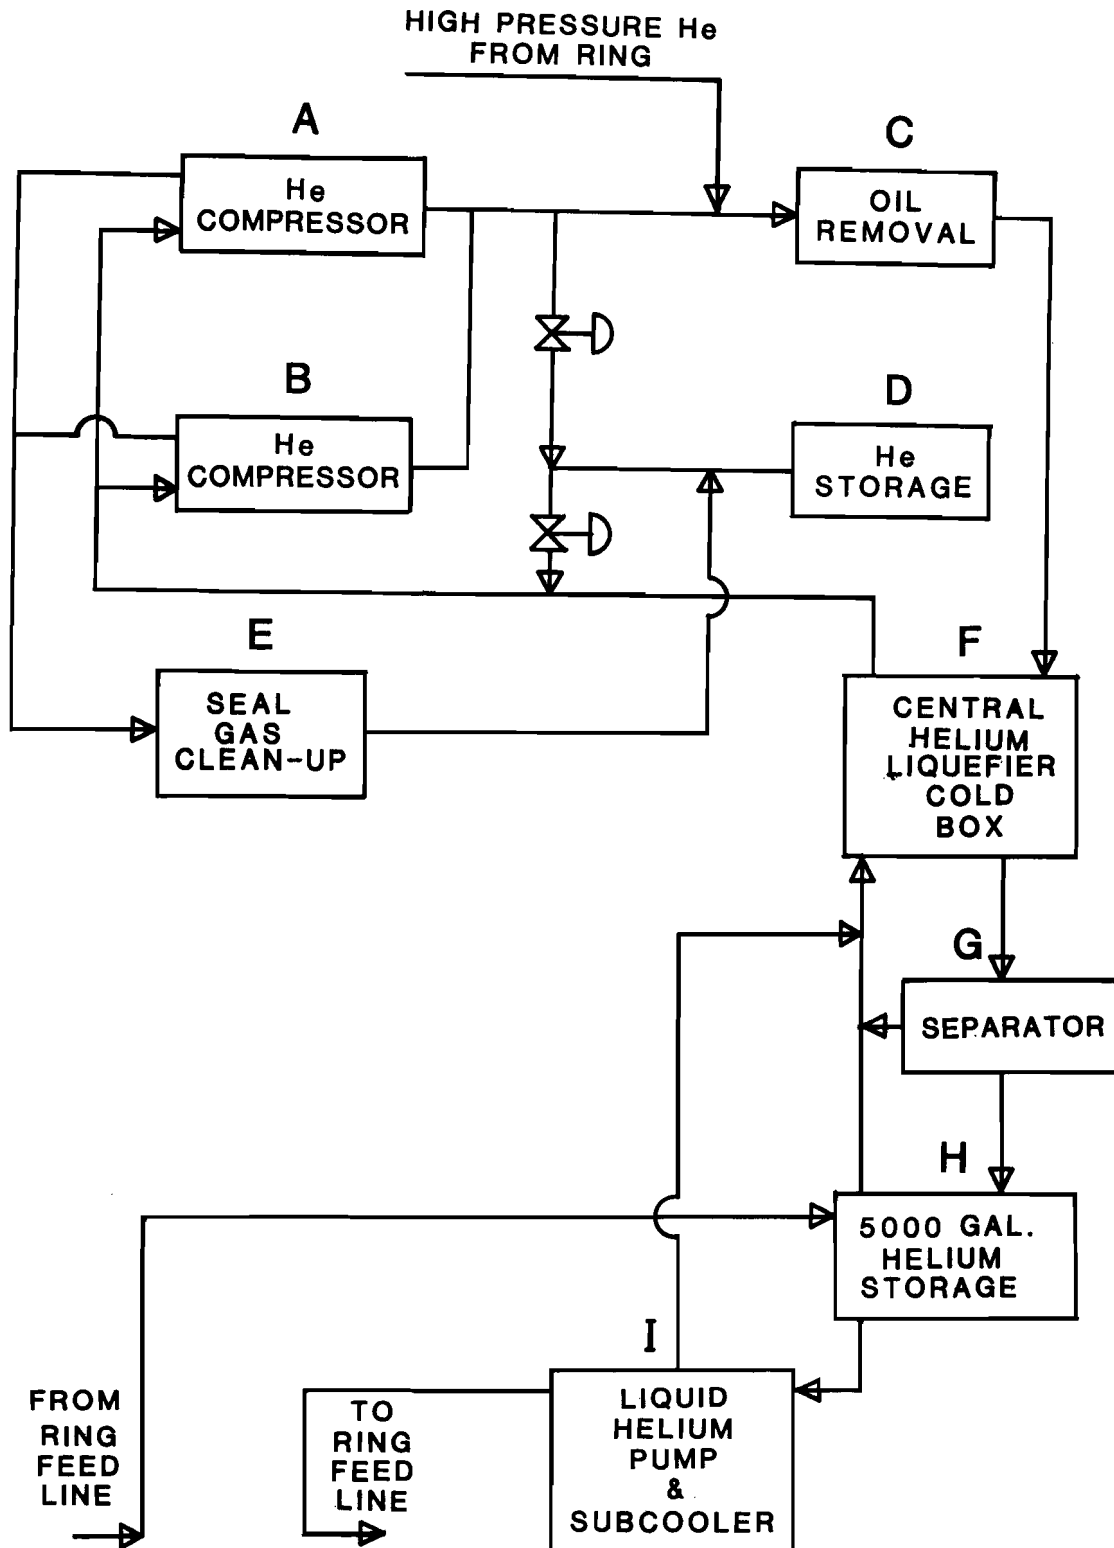 HIGH PRESSURE He
FROM RING
A
He
COMPRESSOR
C
OIL
REMOVAL
B
He
COMPRESSOR
D
He
STORAGE
E
SEAL
GAS
CLEAN-UP
F
CENTRAL
HELIUM
LIQUEFIER
COLD
BOX
G
SEPARATOR
H
5000 GAL.
HELIUM
STORAGE
I
LIQUID
HELIUM
PUMP
&
SUBCOOLER
FROM
RING
FEED
LINE
TO
RING
FEED
LINE